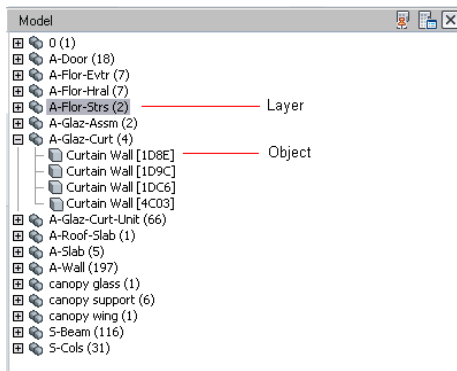 Model
0 (1)
A-Door (18)
A-Flor-Evtr (7)
A-Flor-Hral (7)
A-Flor-Strs (2) Layer
A-Glaz-Assm (2)
A-Glaz-Curt (4)
Curtain Wall [1D8E] Object
Curtain Wall [1D9C]
Curtain Wall [1DC6]
Curtain Wall [4C03]
A-Glaz-Curt-Unit (66)
A-Roof-Slab (1)
A-Slab (5)
A-Wall (197)
canopy glass (1)
canopy support (6)
canopy wing (1)
S-Beam (116)
S-Cols (31)